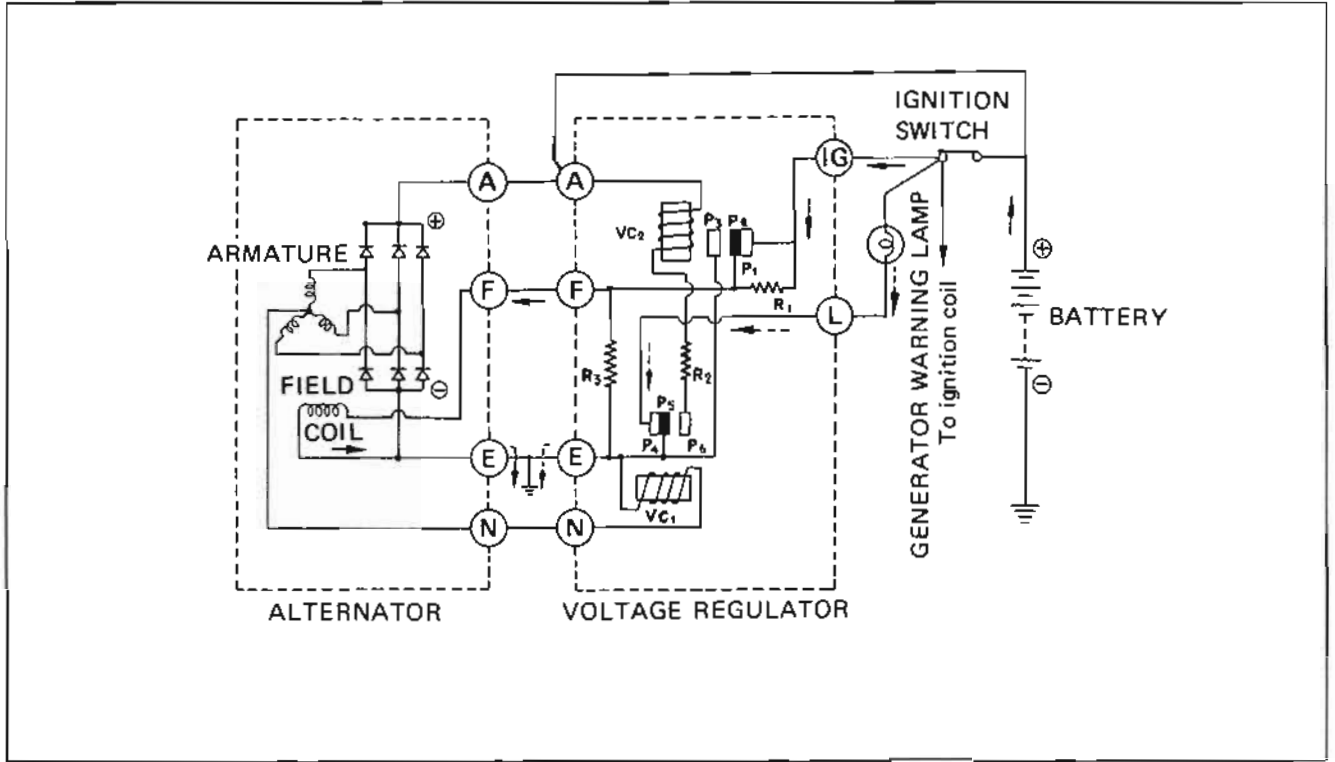 IGNITION
SWITCH
IG
A
A
P3
P2
VC2
ARMATURE
⊕
P1
R1
F
F
L
⊕
BATTERY
⊖
GENERATOR WARNING LAMP
To ignition coil
R3
R2
FIELD
COIL
⊖
P5
P4
P6
E
E
VC1
N
N
ALTERNATOR
VOLTAGE REGULATOR